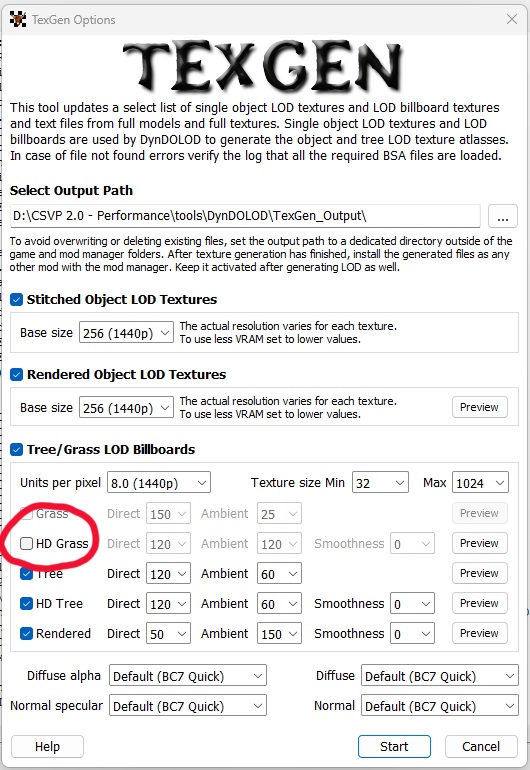 TexGen Options
TEXGEN
This tool updates a select list of single object LOD textures and LOD billboard textures
and text files from full models and full textures. Single object LOD textures and LOD
billboards are used by DynDOLOD to generate the object and tree LOD texture atlasses.
In case of file not found errors verify the log that all the required BSA files are loaded.
Select Output Path
D:\CSVP 2.0 - Performance\tools\DynDOLOD\TexGen_Output\ ...
To avoid overwriting or deleting existing files, set the output path to a dedicated directory outside of the
game and mod manager folders. After texture generation has finished, install the generated files as any
other mod with the mod manager. Keep it activated after generating LOD as well.
Stitched Object LOD Textures
Base size 256 (1440p) The actual resolution varies for each texture.
To use less VRAM set to lower values.
Rendered Object LOD Textures
Base size 256 (1440p) The actual resolution varies for each texture.
To use less VRAM set to lower values.
Preview
Tree/Grass LOD Billboards
Units per pixel 8.0 (1440p) Texture size Min 32 Max 1024
Grass Direct 150 Ambient 25 Preview
HD Grass Direct 120 Ambient 120 Smoothness 0 Preview
Tree Direct 120 Ambient 60 Preview
HD Tree Direct 120 Ambient 60 Smoothness 0 Preview
Rendered Direct 50 Ambient 150 Smoothness 0 Preview
Diffuse alpha Default (BC7 Quick) Diffuse Default (BC7 Quick)
Normal specular Default (BC7 Quick) Normal Default (BC7 Quick)
Help Start Cancel